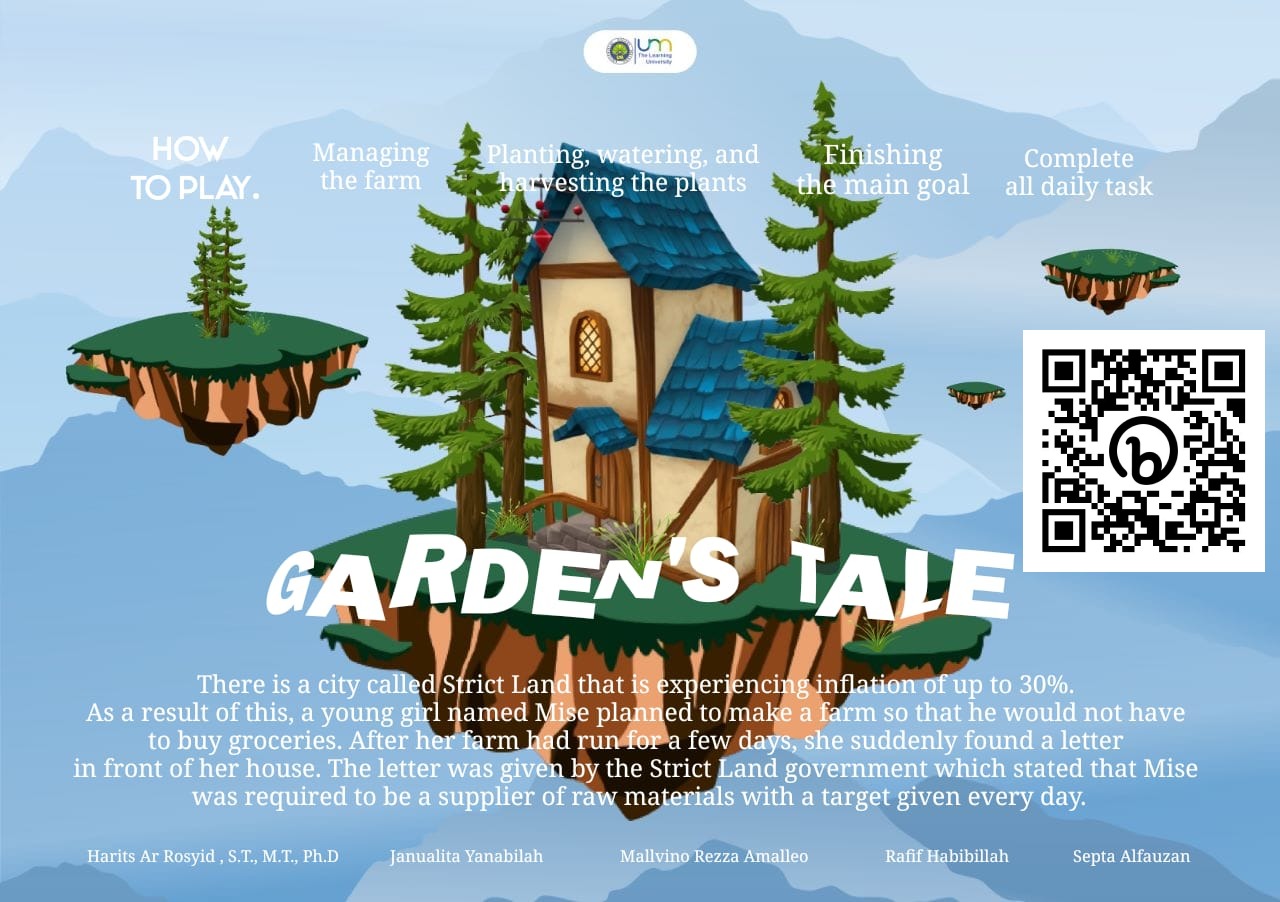 um
The Learning
University
HOW
TO PLAY.
Managing
the farm
Planting, watering, and
harvesting the plants
Finishing
the main goal
Complete
all daily task
GARDEN'S TALE
There is a city called Strict Land that is experiencing inflation of up to 30%.
As a result of this, a young girl named Mise planned to make a farm so that he would not have
to buy groceries. After her farm had run for a few days, she suddenly found a letter
in front of her house. The letter was given by the Strict Land government which stated that Mise
was required to be a supplier of raw materials with a target given every day.
Harits Ar Rosyid , S.T., M.T., Ph.D
Janualita Yanabilah
Mallvino Rezza Amalleo
Rafif Habibillah
Septa Alfauzan